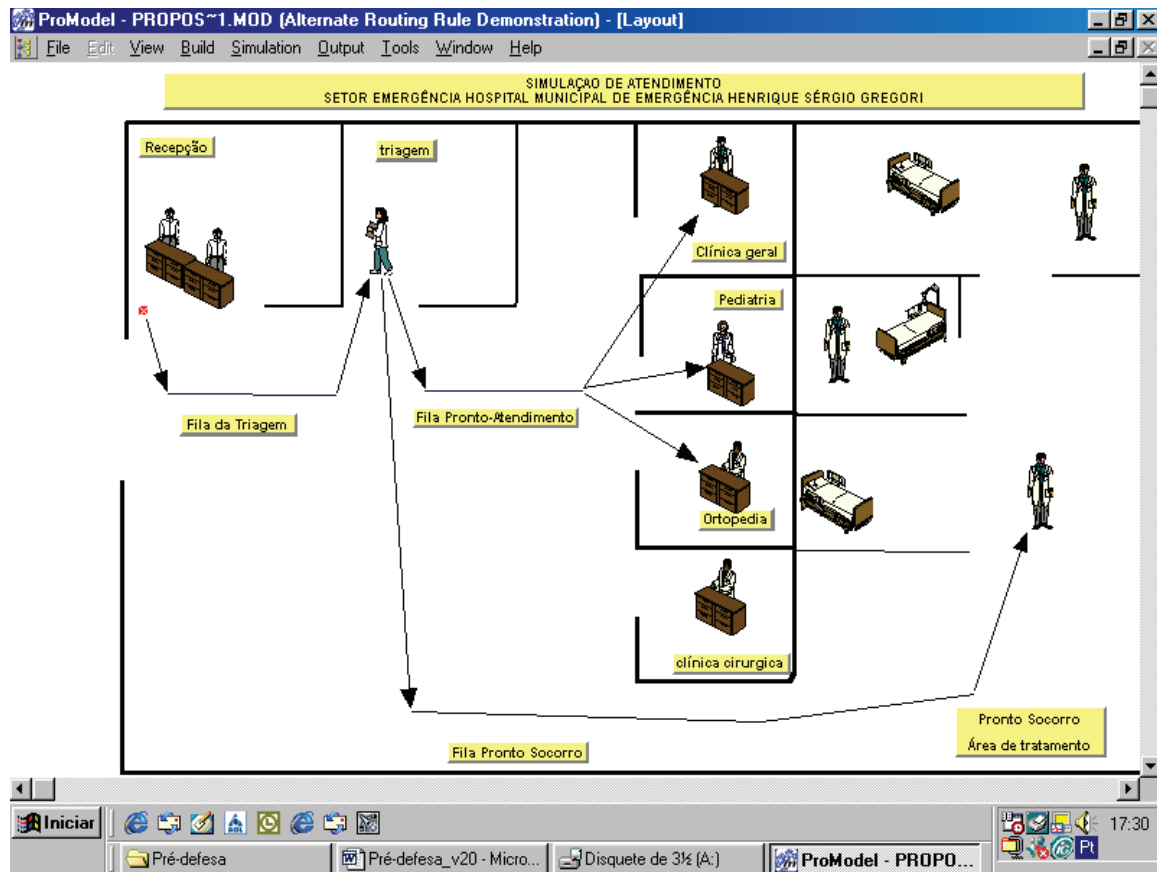 ProModel - PROPOS~1.MOD (Alternate Routing Rule Demonstration) - [Layout]
File Edit View Build Simulation Output Tools Window Help
SIMULAÇAO DE ATENDIMENTO
SETOR EMERGÊNCIA HOSPITAL MUNICIPAL DE EMERGÊNCIA HENRIQUE SÉRGIO GREGORI
Recepção
triagem
Clínica geral
Pediatria
Fila da Triagem
Fila Pronto-Atendimento
Ortopedia
clínica cirurgica
Fila Pronto Socorro
Pronto Socorro
Área de tratamento
Iniciar
17:30
Pré-defesa
Pré-defesa_v20 - Micro...
Disquete de 3½ (A:)
ProModel - PROPO...
Pt